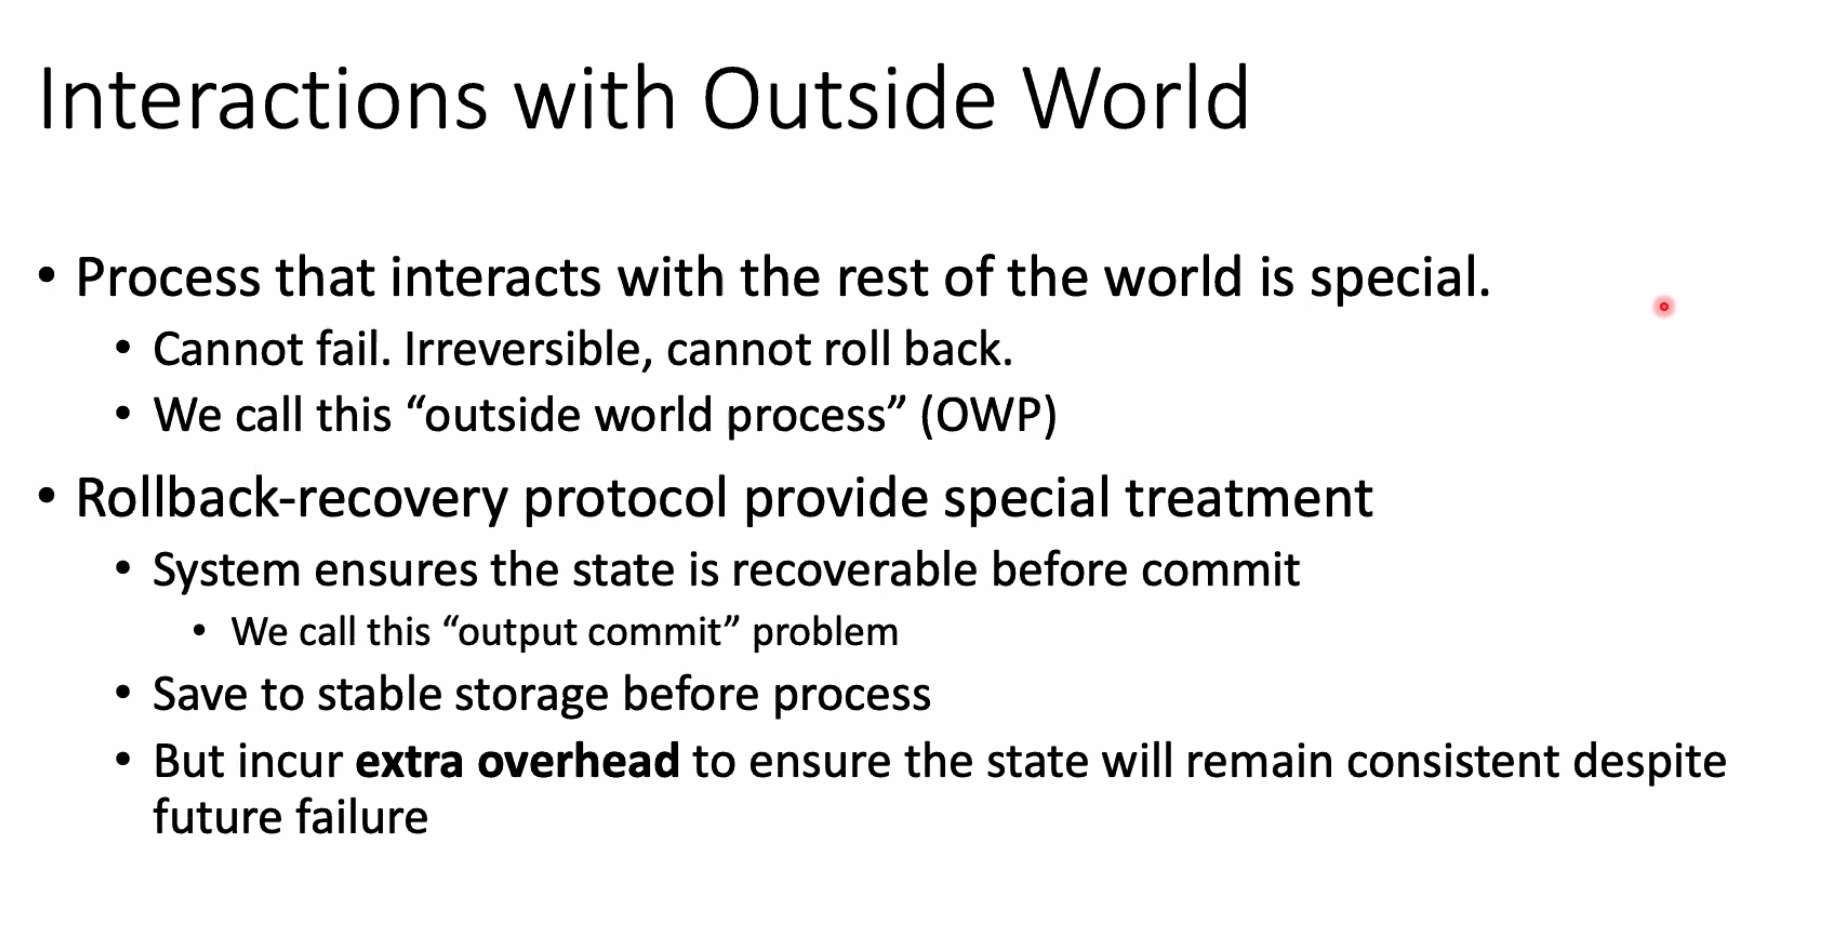 Interactions with Outside World
• Process that interacts with the rest of the world is special.
• Cannot fail. Irreversible, cannot roll back.
• We call this “outside world process” (OWP)
• Rollback-recovery protocol provide special treatment
• System ensures the state is recoverable before commit
• We call this “output commit” problem
• Save to stable storage before process
• But incur extra overhead to ensure the state will remain consistent despite
future failure